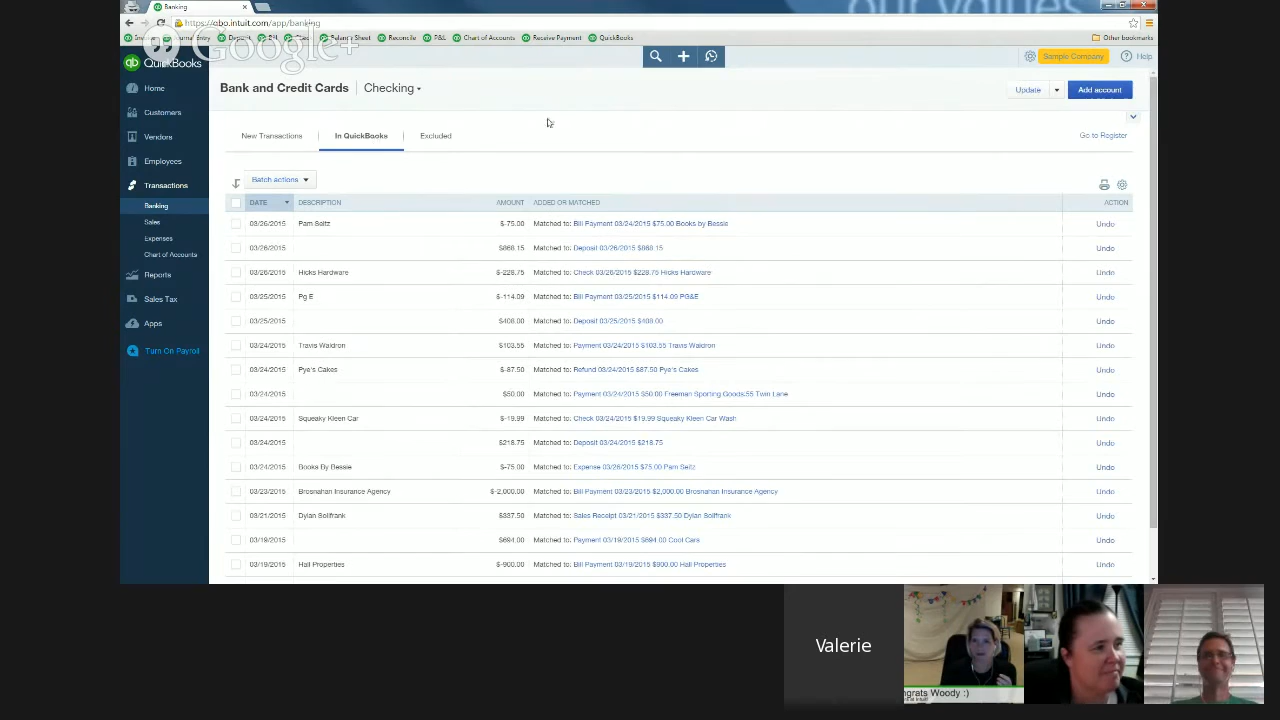 our values
Banking
https://qbo.intuit.com/app/banking
Journal Entry Deposit Balance Sheet Reconcile Chart of Accounts Receive Payment QuickBooks Other bookmarks
Google+
QuickBooks Sample Company Help
Home
Customers
Vendors
Employees
Transactions
Banking
Sales
Expenses
Chart of Accounts
Reports
Sales Tax
Apps
Turn On Payroll
Bank and Credit Cards Checking Update Add account
New Transactions In QuickBooks Excluded Go to Register
Batch actions
DATE DESCRIPTION AMOUNT ADDED OR MATCHED ACTION
03/26/2015 Pam Seitz $-75.00 Matched to: Bill Payment 03/24/2015 $75.00 Books by Bessie Undo
03/26/2015 $868.15 Matched to: Deposit 03/26/2015 $868.15 Undo
03/26/2015 Hicks Hardware $-228.75 Matched to: Check 03/26/2015 $228.75 Hicks Hardware Undo
03/25/2015 Pg E $-114.09 Matched to: Bill Payment 03/25/2015 $114.09 PG&E Undo
03/25/2015 $408.00 Matched to: Deposit 03/25/2015 $408.00 Undo
03/24/2015 Travis Waldron $103.55 Matched to: Payment 03/24/2015 $103.55 Travis Waldron Undo
03/24/2015 Pye's Cakes $-87.50 Matched to: Refund 03/24/2015 $87.50 Pye's Cakes Undo
03/24/2015 $50.00 Matched to: Payment 03/24/2015 $50.00 Freeman Sporting Goods:55 Twin Lane Undo
03/24/2015 Squeaky Kleen Car $-19.99 Matched to: Check 03/24/2015 $19.99 Squeaky Kleen Car Wash Undo
03/24/2015 $218.75 Matched to: Deposit 03/24/2015 $218.75 Undo
03/24/2015 Books By Bessie $-75.00 Matched to: Expense 03/26/2015 $75.00 Pam Seitz Undo
03/23/2015 Brosnahan Insurance Agency $-2,000.00 Matched to: Bill Payment 03/23/2015 $2,000.00 Brosnahan Insurance Agency Undo
03/21/2015 Dylan Sollfrank $337.50 Matched to: Sales Receipt 03/21/2015 $337.50 Dylan Sollfrank Undo
03/19/2015 $694.00 Matched to: Payment 03/19/2015 $694.00 Cool Cars Undo
03/19/2015 Hall Properties $-900.00 Matched to: Bill Payment 03/19/2015 $900.00 Hall Properties Undo
Valerie
ngrats Woody :)